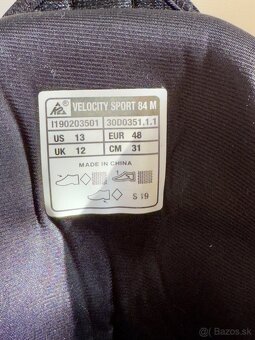 K2 VELOCITY SPORT 84 M
I190203501 30D0351.1.1
US 13 EUR 48
UK 12 CM 31
MADE IN CHINA
S 19
Bazos.sk